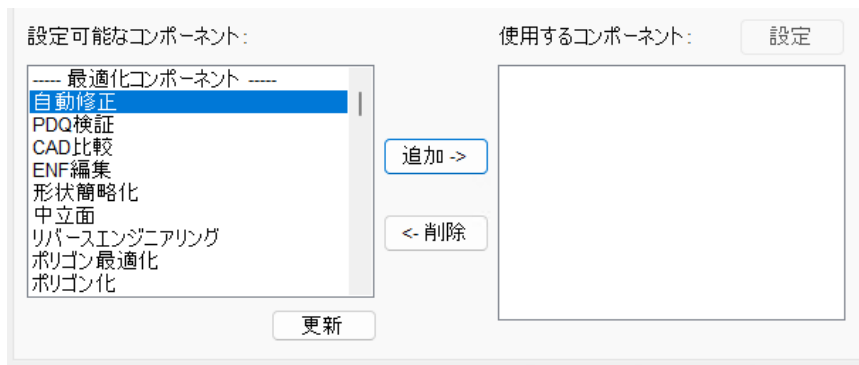 設定可能なコンポーネント:
使用するコンポーネント:
設定
----- 最適化コンポーネント -----
自動修正
PDQ検証
CAD比較
ENF編集
形状簡略化
中立面
リバースエンジニアリング
ポリゴン最適化
ポリゴン化
追加 ->
<- 削除
更新